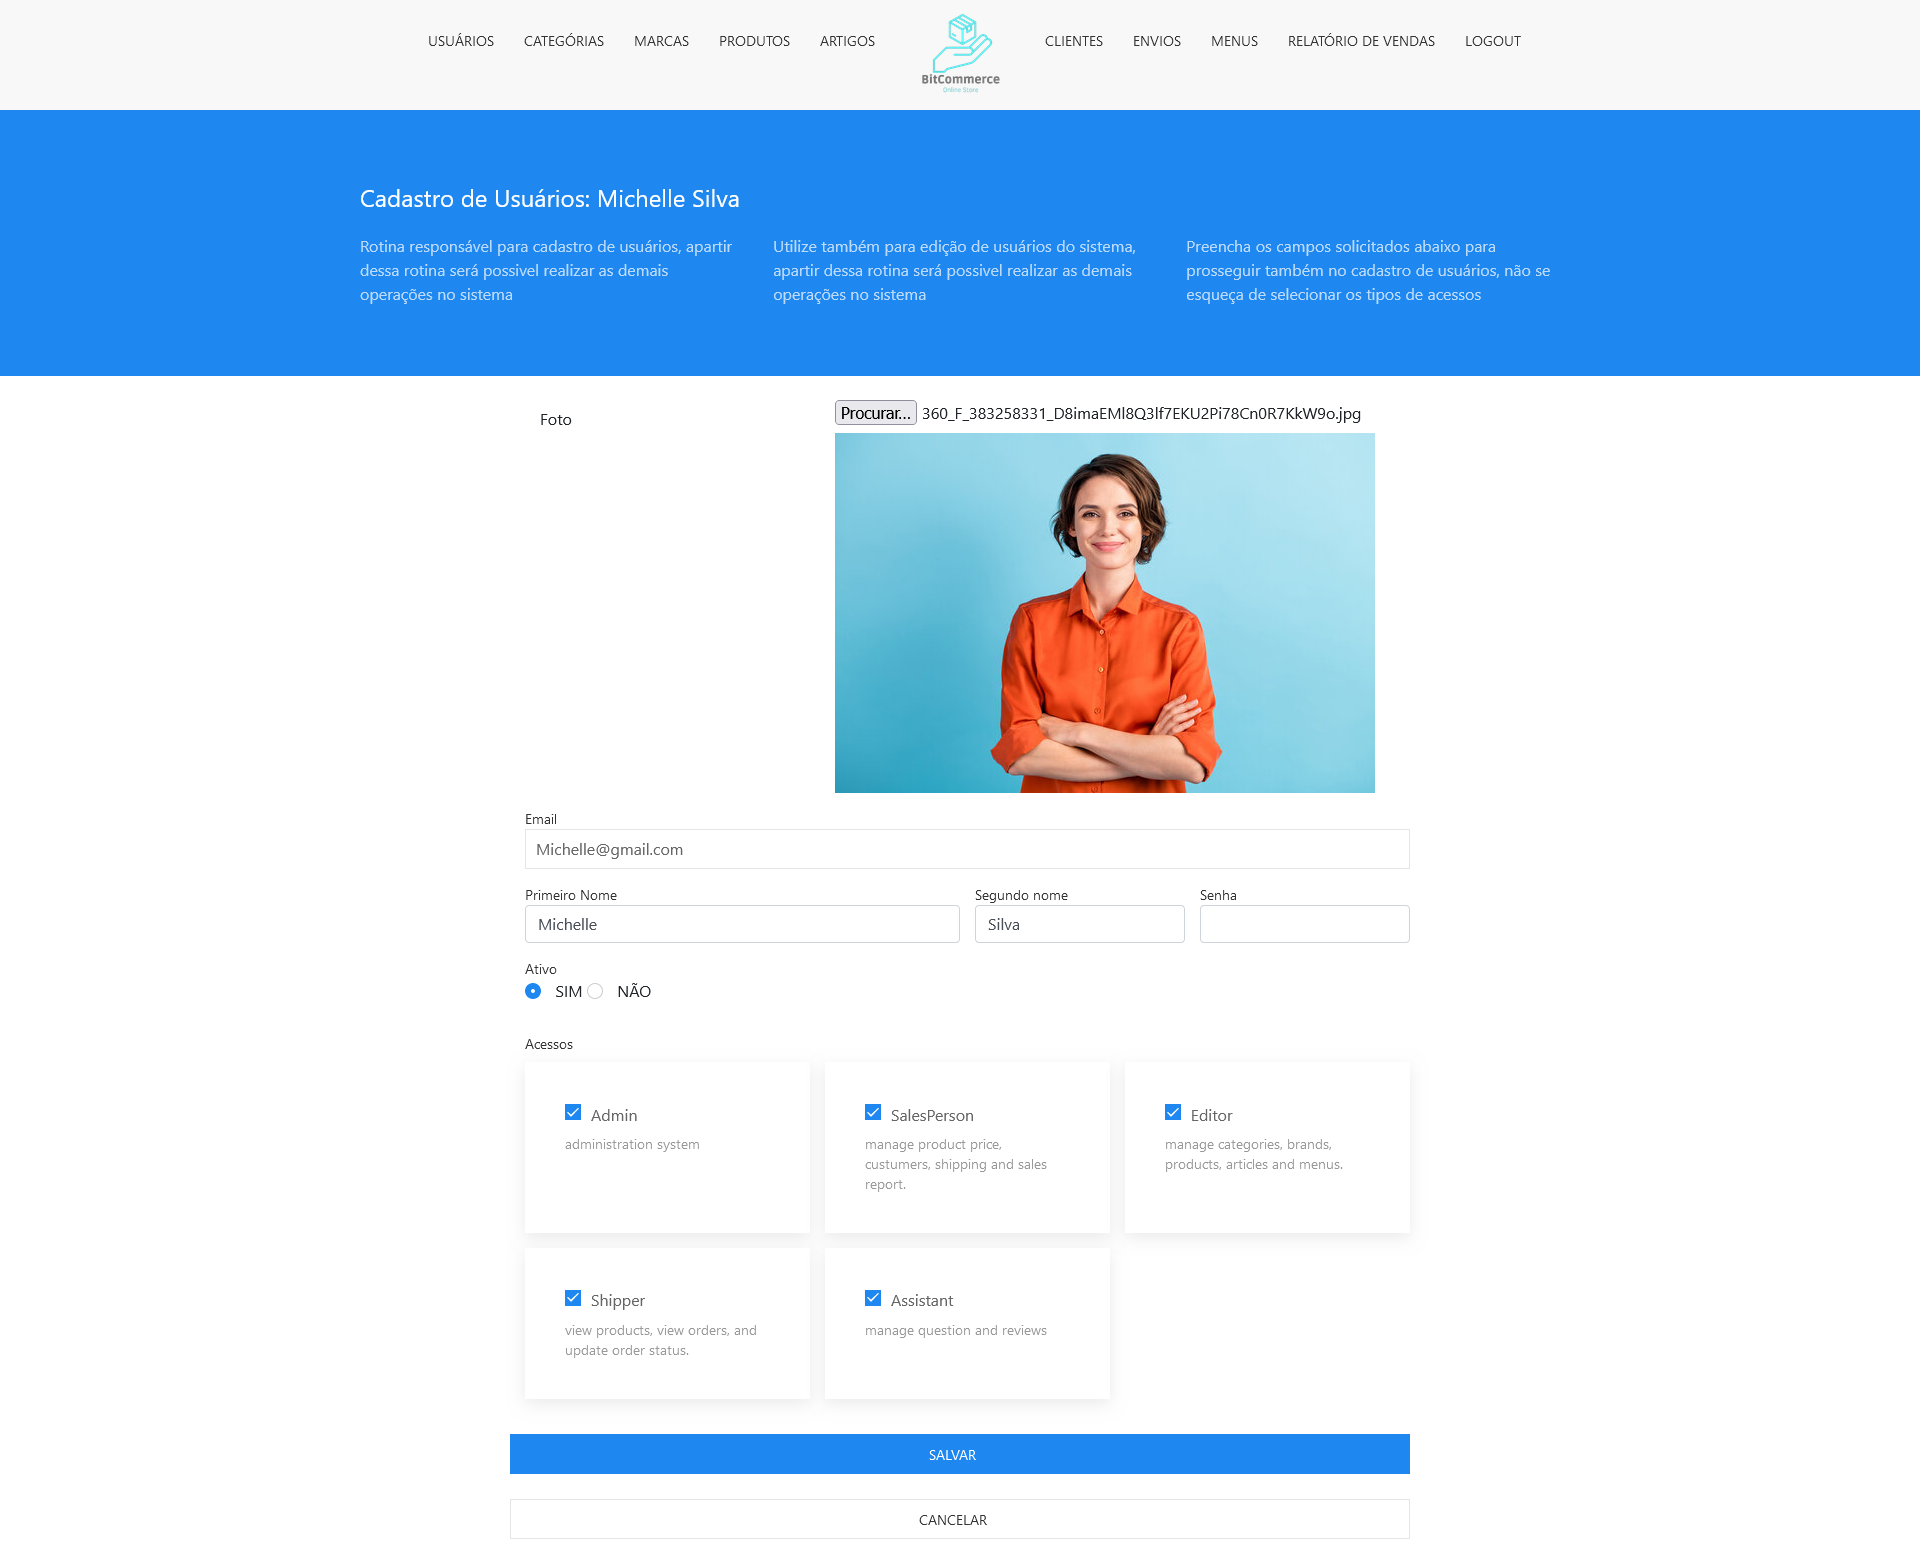 USUÁRIOS CATEGÓRIAS MARCAS PRODUTOS ARTIGOS
BitCommerce
Online Store
CLIENTES ENVIOS MENUS RELATÓRIO DE VENDAS LOGOUT
Cadastro de Usuários: Michelle Silva
Rotina responsável para cadastro de usuários, apartir
dessa rotina será possivel realizar as demais
operações no sistema
Utilize também para edição de usuários do sistema,
apartir dessa rotina será possivel realizar as demais
operações no sistema
Preencha os campos solicitados abaixo para
prosseguir também no cadastro de usuários, não se
esqueça de selecionar os tipos de acessos
Foto
Procurar... 360_F_383258331_D8imaEMl8Q3lf7EKU2Pi78Cn0R7KkW9o.jpg
Email
Michelle@gmail.com
Primeiro Nome
Michelle
Segundo nome
Silva
Senha
Ativo
SIM NÃO
Acessos
Admin
administration system
SalesPerson
manage product price,
custumers, shipping and sales
report.
Editor
manage categories, brands,
products, articles and menus.
Shipper
view products, view orders, and
update order status.
Assistant
manage question and reviews
SALVAR
CANCELAR